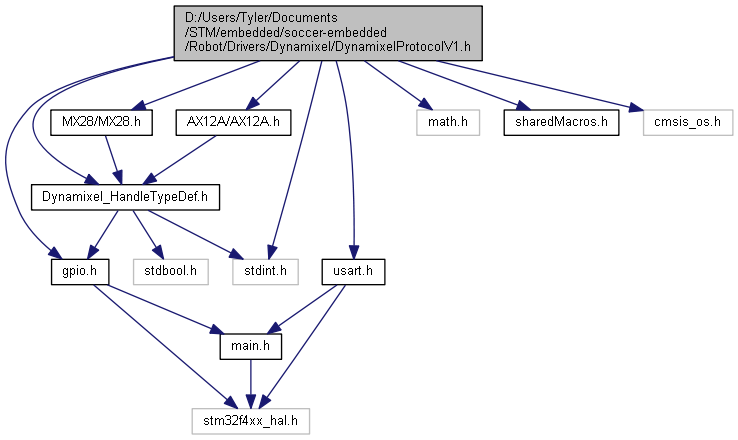 D:/Users/Tyler/Documents
/STM/embedded/soccer-embedded
/Robot/Drivers/Dynamixel/DynamixelProtocolV1.h
MX28/MX28.h
AX12A/AX12A.h
math.h
sharedMacros.h
cmsis_os.h
Dynamixel_HandleTypeDef.h
gpio.h
stdbool.h
stdint.h
usart.h
main.h
stm32f4xx_hal.h